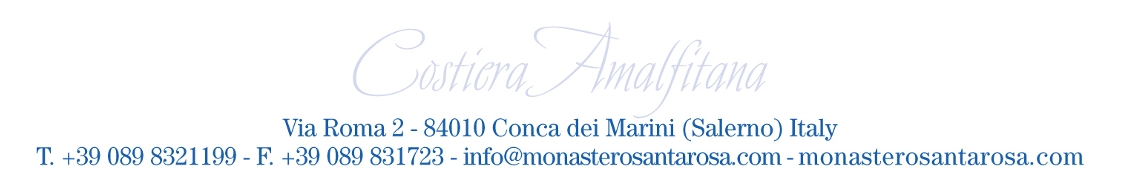 Costiera Amalfitana
Via Roma 2 - 84010 Conca dei Marini (Salerno) Italy
T. +39 089 8321199 - F. +39 089 831723 - info@monasterosantarosa.com - monasterosantarosa.com